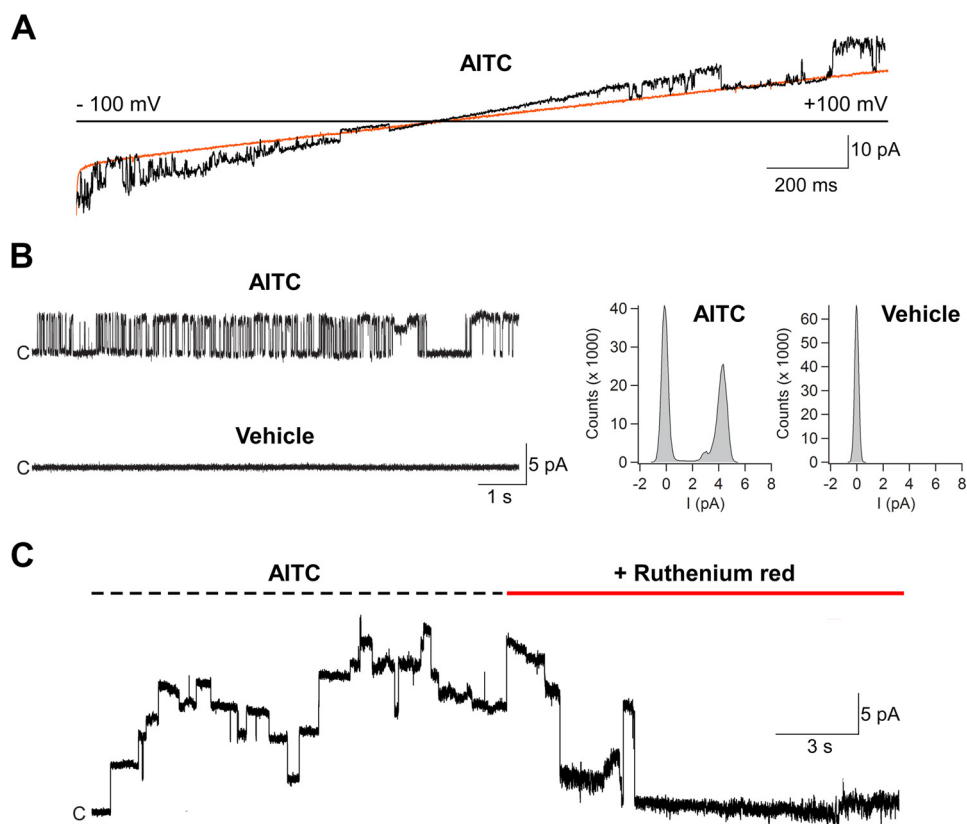 A
AITC
- 100 mV
+100 mV
10 pA
200 ms
B
AITC
C
Vehicle
C
5 pA
1 s
AITC
Counts (x 1000)
40
30
20
10
0
-2 0 2 4 6 8
I (pA)
Vehicle
Counts (x 1000)
60
50
40
30
20
10
0
-2 0 2 4 6 8
I (pA)
C
AITC
+ Ruthenium red
5 pA
3 s
C